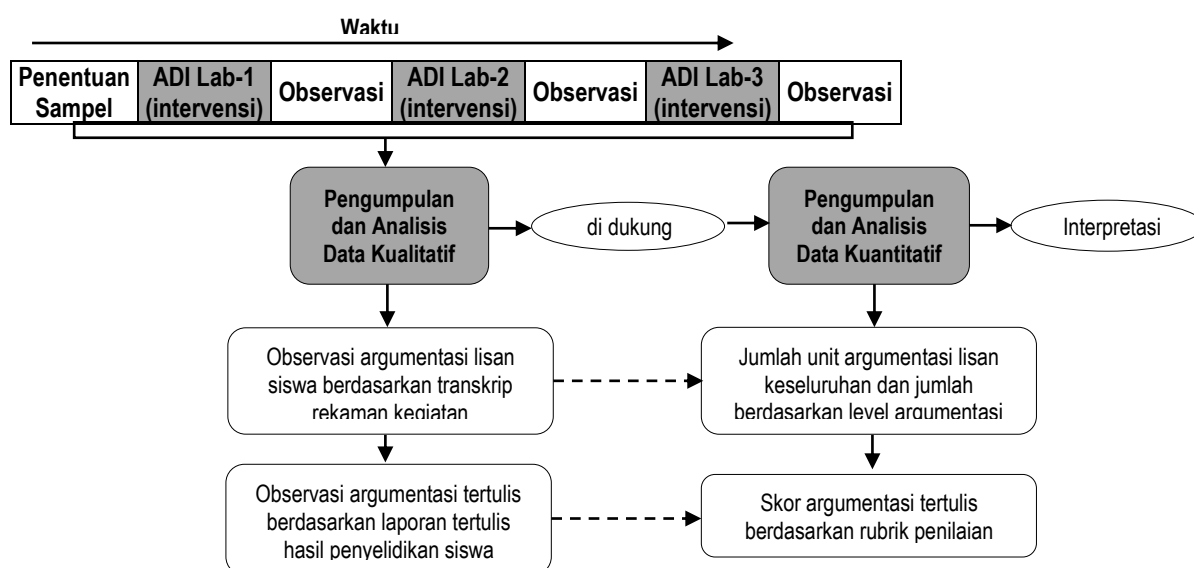 Waktu
Penentuan
Sampel
ADI Lab-1
(intervensi)
Observasi
ADI Lab-2
(intervensi)
Observasi
ADI Lab-3
(intervensi)
Observasi
Pengumpulan
dan Analisis
Data Kualitatif
di dukung
Pengumpulan
dan Analisis
Data Kuantitatif
Interpretasi
Observasi argumentasi lisan
siswa berdasarkan transkrip
rekaman kegiatan
Jumlah unit argumentasi lisan
keseluruhan dan jumlah
berdasarkan level argumentasi
Observasi argumentasi tertulis
berdasarkan laporan tertulis
hasil penyelidikan siswa
Skor argumentasi tertulis
berdasarkan rubrik penilaian